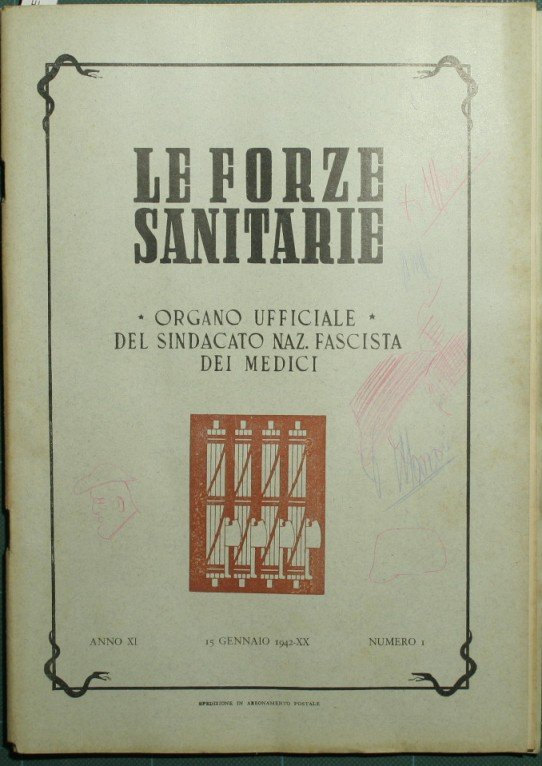 LE FORZE
SANITARIE
* ORGANO UFFICIALE *
DEL SINDACATO NAZ. FASCISTA
DEI MEDICI
ANNO XI 15 GENNAIO 1942-XX NUMERO 1
SPEDIZIONE IN ABBONAMENTO POSTALE